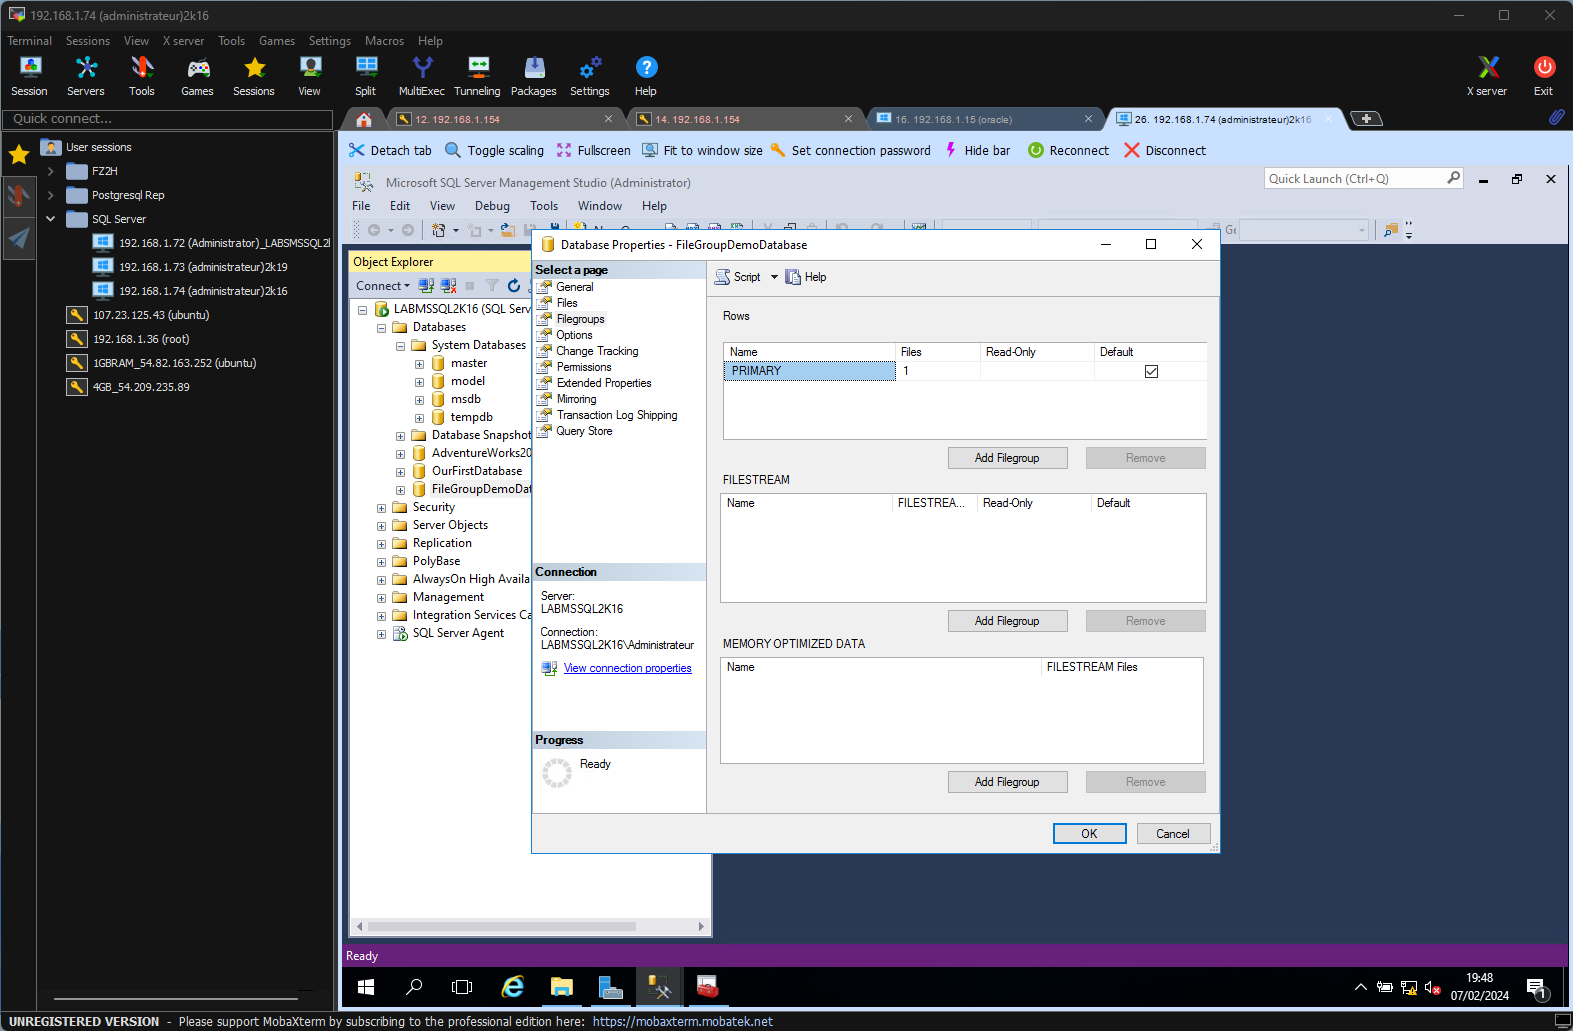 192.168.1.74 (administrateur)2k16
Terminal Sessions View X server Tools Games Settings Macros Help
Session Servers Tools Games Sessions View Split MultiExec Tunneling Packages Settings Help X server Exit
Quick connect...
12. 192.168.1.154
14. 192.168.1.154
16. 192.168.1.15 (oracle)
26. 192.168.1.74 (administrateur)2k16
Detach tab Toggle scaling Fullscreen Fit to window size Set connection password Hide bar Reconnect Disconnect
User sessions
FZ2H
Postgresql Rep
SQL Server
192.168.1.72 (Administrator)_LABSMSSQL2
192.168.1.73 (administrateur)2k19
192.168.1.74 (administrateur)2k16
107.23.125.43 (ubuntu)
192.168.1.36 (root)
1GBRAM_54.82.163.252 (ubuntu)
4GB_54.209.235.89
Microsoft SQL Server Management Studio (Administrator)
Quick Launch (Ctrl+Q)
File Edit View Debug Tools Window Help
Object Explorer
Connect
LABMSSQL2K16 (SQL Serv
Databases
System Databases
master
model
msdb
tempdb
Database Snapshot
AdventureWorks20
OurFirstDatabase
FileGroupDemoDat
Security
Server Objects
Replication
PolyBase
AlwaysOn High Availa
Management
Integration Services Ca
SQL Server Agent
Database Properties - FileGroupDemoDatabase
Select a page
General
Files
Filegroups
Options
Change Tracking
Permissions
Extended Properties
Mirroring
Transaction Log Shipping
Query Store
Connection
Server:
LABMSSQL2K16
Connection:
LABMSSQL2K16\Administrateur
View connection properties
Progress
Ready
Script Help
Rows
Name Files Read-Only Default
PRIMARY 1
Add Filegroup Remove
FILESTREAM
Name FILESTREA... Read-Only Default
Add Filegroup Remove
MEMORY OPTIMIZED DATA
Name FILESTREAM Files
Add Filegroup Remove
OK Cancel
Ready
19:48
07/02/2024
1
UNREGISTERED VERSION - Please support MobaXterm by subscribing to the professional edition here: https://mobaxterm.mobatek.net